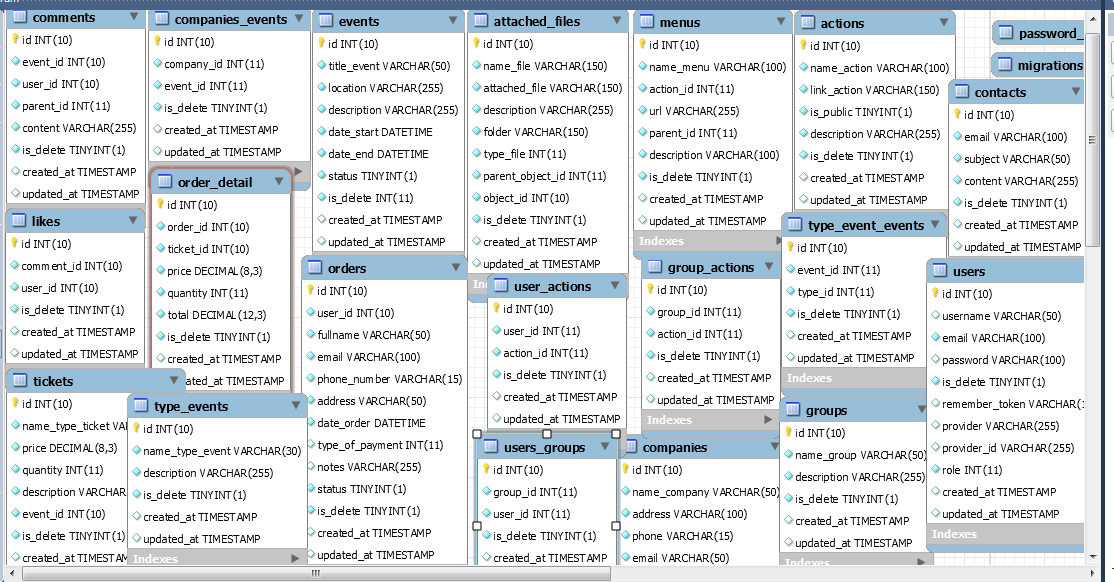 comments
id INT(10)
event_id INT(10)
user_id INT(10)
parent_id INT(11)
content VARCHAR(255)
is_delete TINYINT(1)
created_at TIMESTAMP
updated_at TIMESTAMP
likes
id INT(10)
comment_id INT(10)
user_id INT(10)
is_delete TINYINT(1)
created_at TIMESTAMP
updated_at TIMESTAMP
tickets
id INT(10)
name_type_ticket
price DECIMAL(8,3)
quantity INT(11)
description VARCHAR
event_id INT(10)
is_delete TINYINT(1)
created_at TIMESTAM
companies_events
id INT(10)
company_id INT(11)
event_id INT(11)
is_delete TINYINT(1)
created_at TIMESTAMP
updated_at TIMESTAMP
order_detail
id INT(10)
order_id INT(10)
ticket_id INT(10)
price DECIMAL(8,3)
quantity INT(11)
total DECIMAL(12,3)
is_delete TINYINT(1)
created_at TIMESTAMP
ated_at TIMESTAMP
type_events
id INT(10)
name_type_event VARCHAR(30)
description VARCHAR(255)
is_delete TINYINT(1)
created_at TIMESTAMP
updated_at TIMESTAMP
Indexes
events
id INT(10)
title_event VARCHAR(50)
location VARCHAR(255)
description VARCHAR(255)
date_start DATETIME
date_end DATETIME
status TINYINT(1)
is_delete INT(11)
created_at TIMESTAMP
updated_at TIMESTAMP
orders
id INT(10)
user_id INT(10)
fullname VARCHAR(50)
email VARCHAR(100)
phone_number VARCHAR(15)
address VARCHAR(50)
date_order DATETIME
type_of_payment INT(11)
notes VARCHAR(255)
status TINYINT(1)
is_delete TINYINT(1)
created_at TIMESTAMP
updated_at TIMESTAMP
attached_files
id INT(10)
name_file VARCHAR(150)
attached_file VARCHAR(150)
description VARCHAR(255)
folder VARCHAR(150)
type_file INT(11)
parent_object_id INT(11)
object_id INT(10)
is_delete TINYINT(1)
created_at TIMESTAMP
updated_at TIMESTAMP
In
user_actions
id INT(10)
user_id INT(11)
action_id INT(11)
is_delete TINYINT(1)
created_at TIMESTAMP
updated_at TIMESTAMP
users_groups
id INT(10)
group_id INT(11)
user_id INT(11)
is_delete TINYINT(1)
created_at TIMESTAMP
menus
id INT(10)
name_menu VARCHAR(100)
action_id INT(11)
url VARCHAR(255)
parent_id INT(11)
description VARCHAR(100)
is_delete TINYINT(1)
created_at TIMESTAMP
updated_at TIMESTAMP
Indexes
group_actions
id INT(10)
group_id INT(11)
action_id INT(11)
is_delete TINYINT(1)
created_at TIMESTAMP
updated_at TIMESTAMP
Indexes
companies
id INT(10)
name_company VARCHAR(50)
address VARCHAR(100)
phone VARCHAR(15)
email VARCHAR(50)
actions
id INT(10)
name_action VARCHAR(100)
link_action VARCHAR(150)
is_public TINYINT(1)
description VARCHAR(255)
is_delete TINYINT(1)
created_at TIMESTAMP
updated_at TIMESTAMP
type_event_events
id INT(10)
event_id INT(11)
type_id INT(11)
is_delete TINYINT(1)
created_at TIMESTAMP
updated_at TIMESTAMP
Indexes
groups
id INT(10)
name_group VARCHAR(50)
description VARCHAR(255)
is_delete TINYINT(1)
created_at TIMESTAMP
updated_at TIMESTAMP
Indexes
password_
migrations
contacts
id INT(10)
email VARCHAR(100)
subject VARCHAR(50)
content VARCHAR(255)
is_delete TINYINT(1)
created_at TIMESTAMP
updated_at TIMESTAMP
users
id INT(10)
username VARCHAR(50)
email VARCHAR(100)
password VARCHAR(100)
is_delete TINYINT(1)
remember_token VARCHAR(
provider VARCHAR(255)
provider_id VARCHAR(255)
role INT(11)
created_at TIMESTAMP
updated_at TIMESTAMP
Indexes